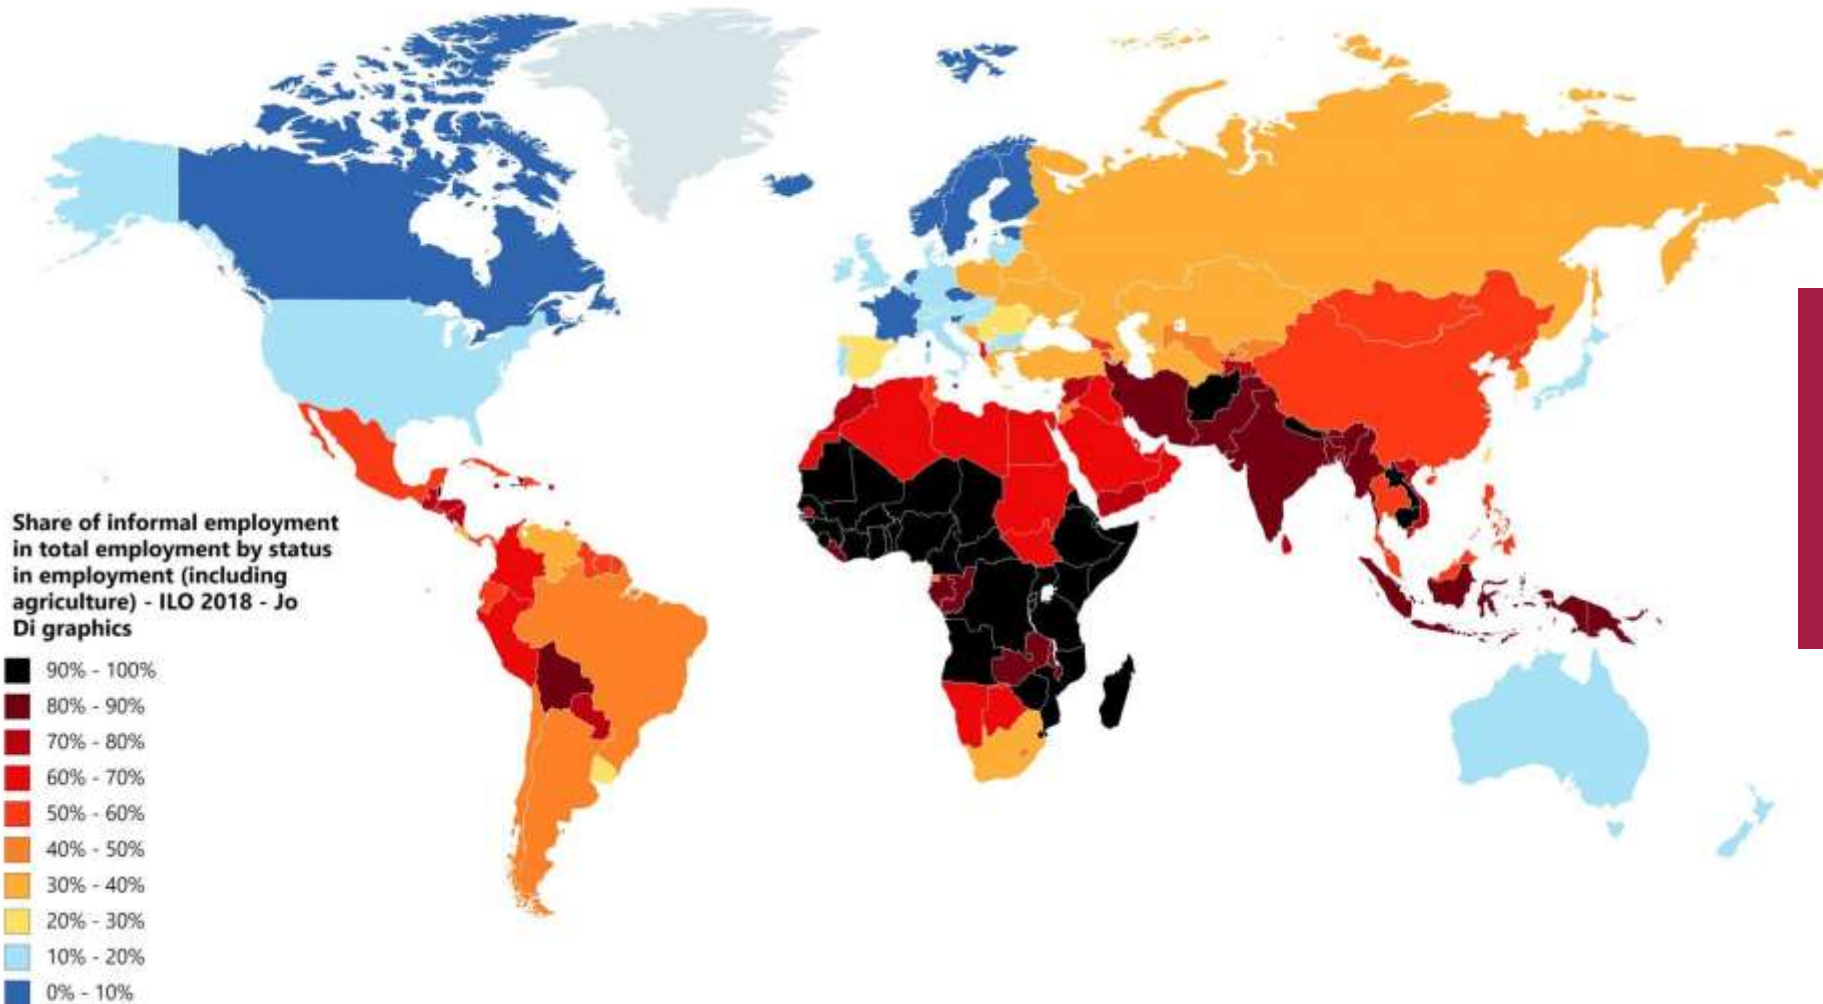 Share of informal employment
in total employment by status
in employment (including
agriculture) - ILO 2018 - Jo
Di graphics
90% - 100%
80% - 90%
70% - 80%
60% - 70%
50% - 60%
40% - 50%
30% - 40%
20% - 30%
10% - 20%
0% - 10%